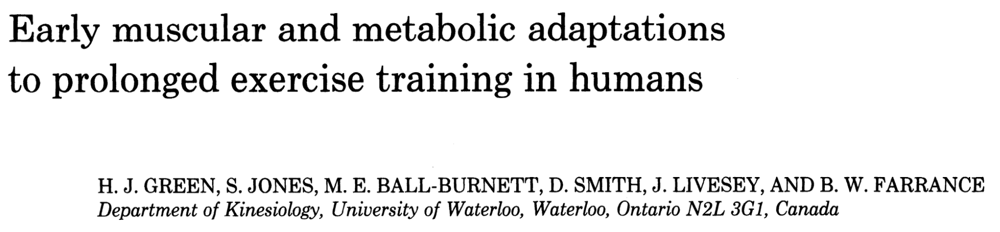 Early muscular and metabolic adaptations
to prolonged exercise training in humans
H. J. GREEN, S. JONES, M. E. BALL-BURNETT, D. SMITH, J. LIVESEY, AND B. W. FARRANCE
Department of Kinesiology, University of Waterloo, Waterloo, Ontario N2L 3G1, Canada